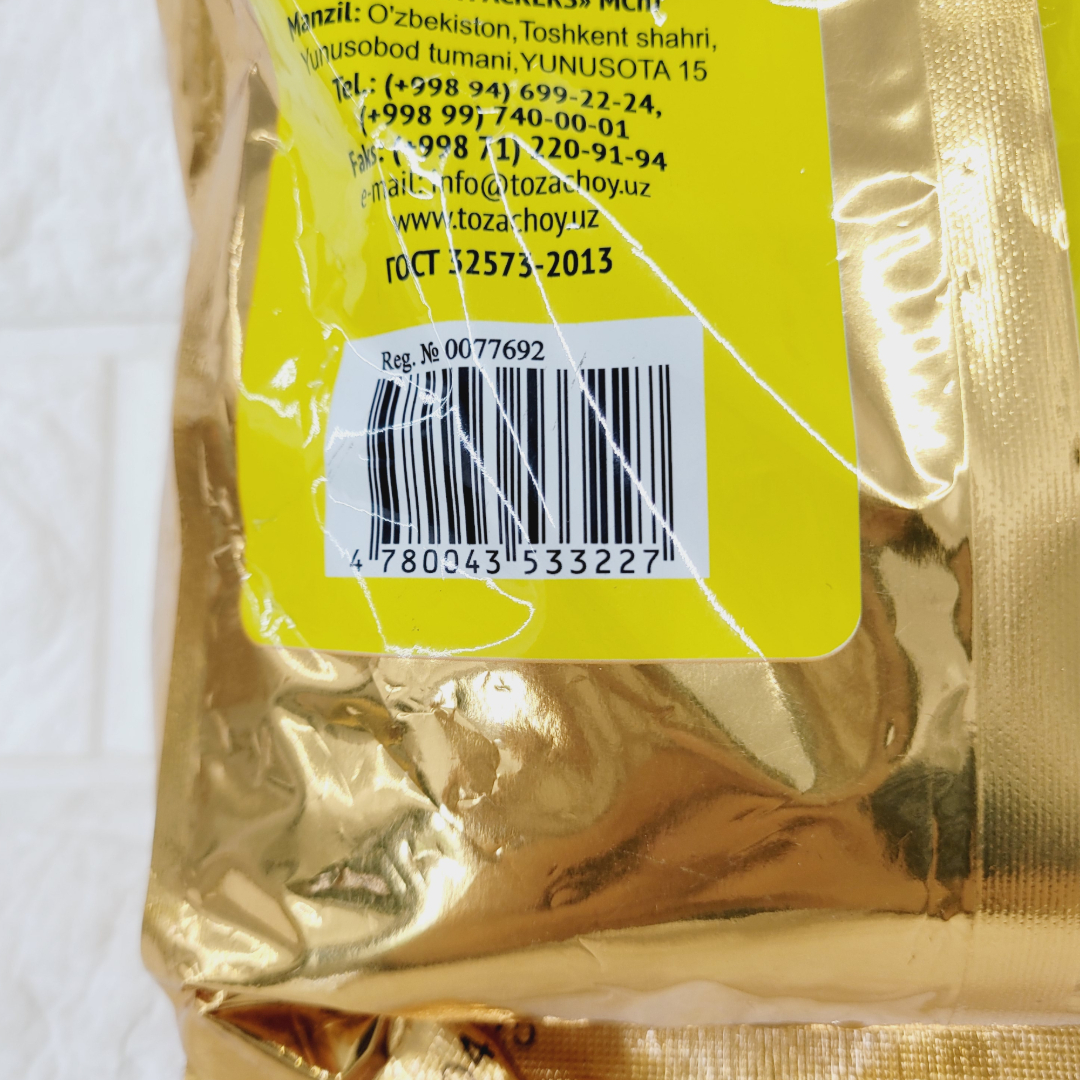 MChJ
Manzil: O'zbekiston, Toshkent shahri,
Yunusobod tumani, YUNUSOTA 15
Tel.: (+998 94) 699-22-24,
(+998 99) 740-00-01
Faks: (+998 71) 220-91-94
e-mail: info@tozachoy.uz
www.tozachoy.uz
ГОСТ 32573-2013
Reg. № 0077692
4 780043 533227